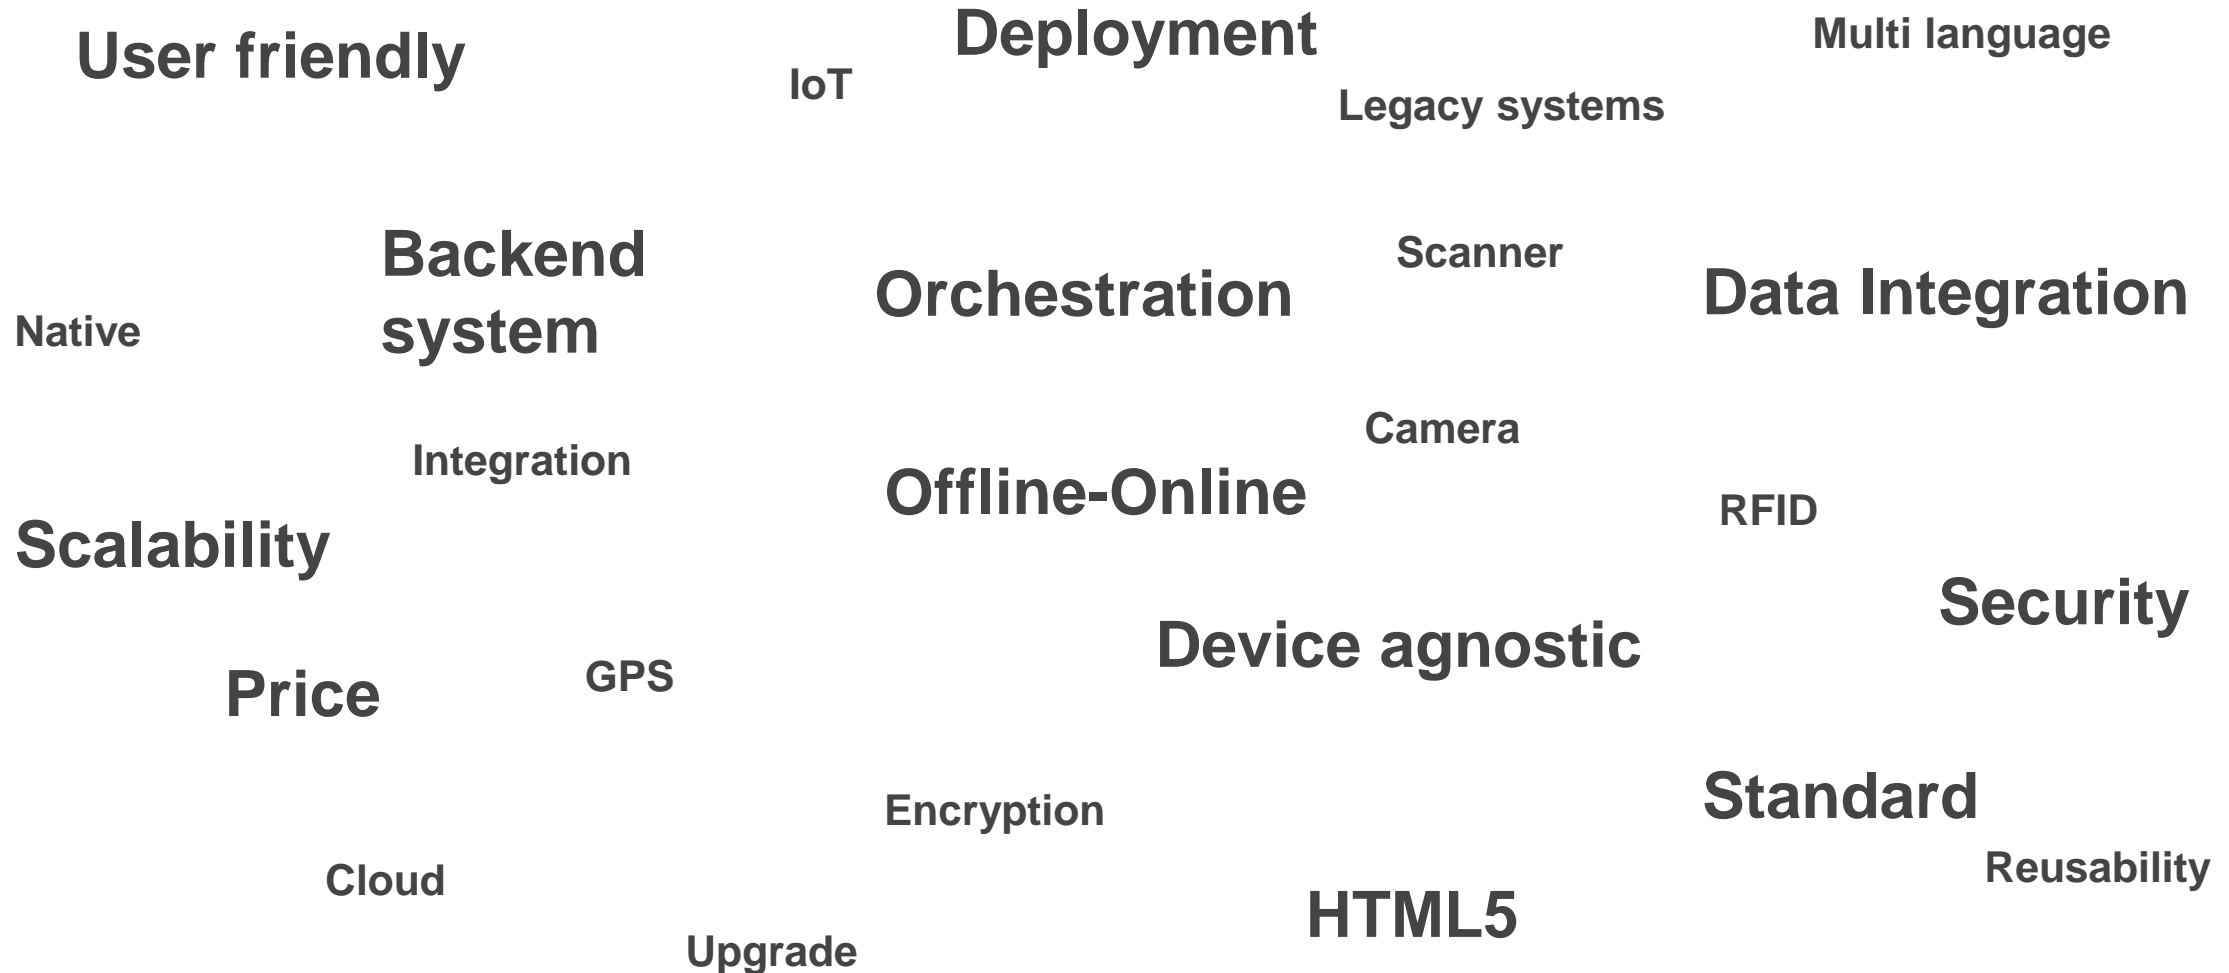 User friendly
Deployment
Multi language
IoT
Legacy systems
Backend
system
Orchestration
Scanner
Data Integration
Native
Integration
Camera
Offline-Online
RFID
Scalability
Security
Device agnostic
Price
GPS
Standard
Encryption
Cloud
Reusability
HTML5
Upgrade